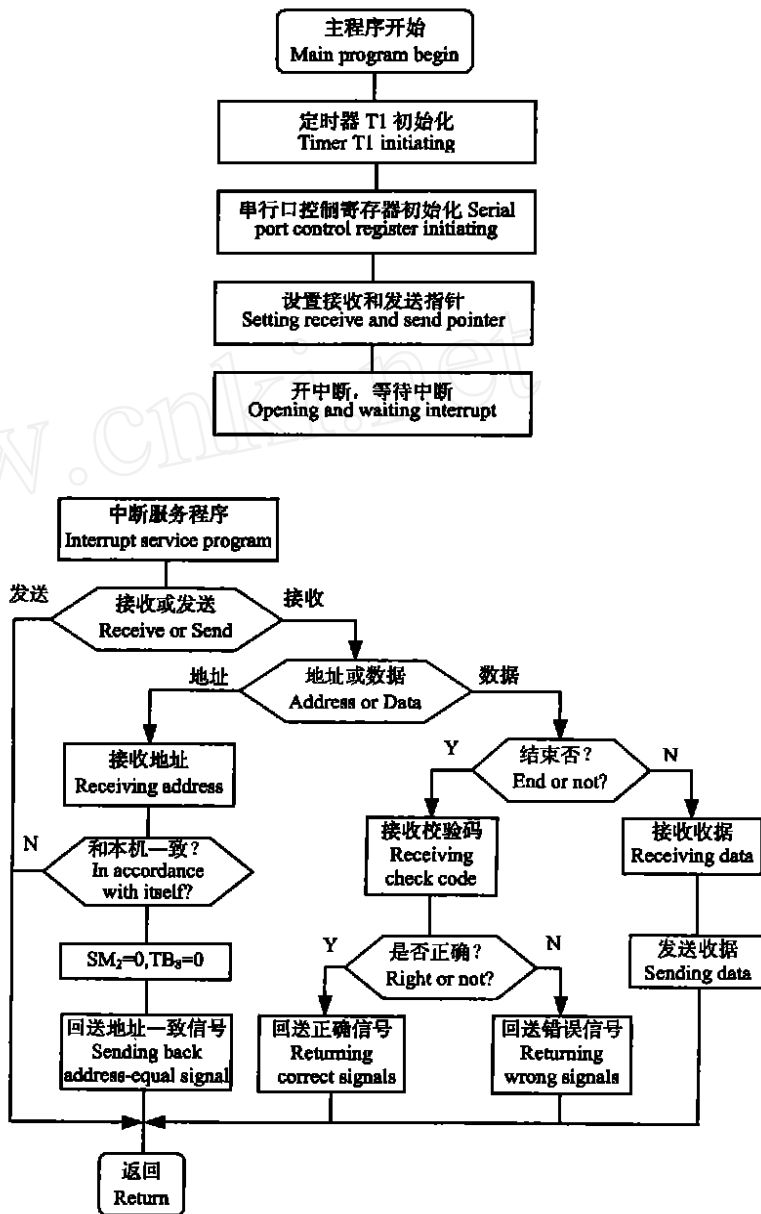 主程序开始
Main program begin
定时器 T1 初始化
Timer T1 initiating
串行口控制寄存器初始化 Serial
port control register initiating
设置接收和发送指针
Setting receive and send pointer
开中断，等待中断
Opening and waiting interrupt
w.cnki.net
中断服务程序
Interrupt service program
发送
接收或发送
Receive or Send
接收
地址
地址或数据
Address or Data
数据
接收地址
Receiving address
Y
结束否？
End or not?
N
N
和本机一致？
In accordance
with itself?
接收校验码
Receiving
check code
接收收据
Receiving data
SM₂=0,TB₈=0
Y
是否正确？
Right or not?
N
发送收据
Sending data
回送地址一致信号
Sending back
address-equal signal
回送正确信号
Returning
correct signals
回送错误信号
Returning
wrong signals
返回
Return